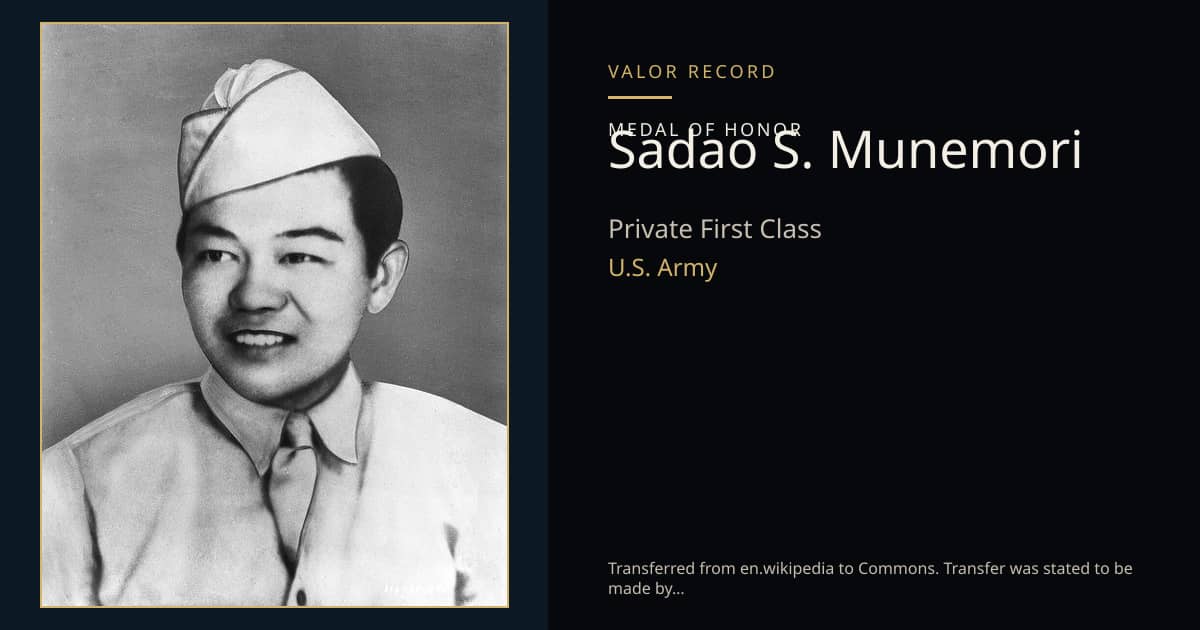 VALOR RECORD
MEDAL OF HONOR
Sadao S. Munemori
Private First Class
U.S. Army
Transferred from en.wikipedia to Commons. Transfer was stated to be
made by...